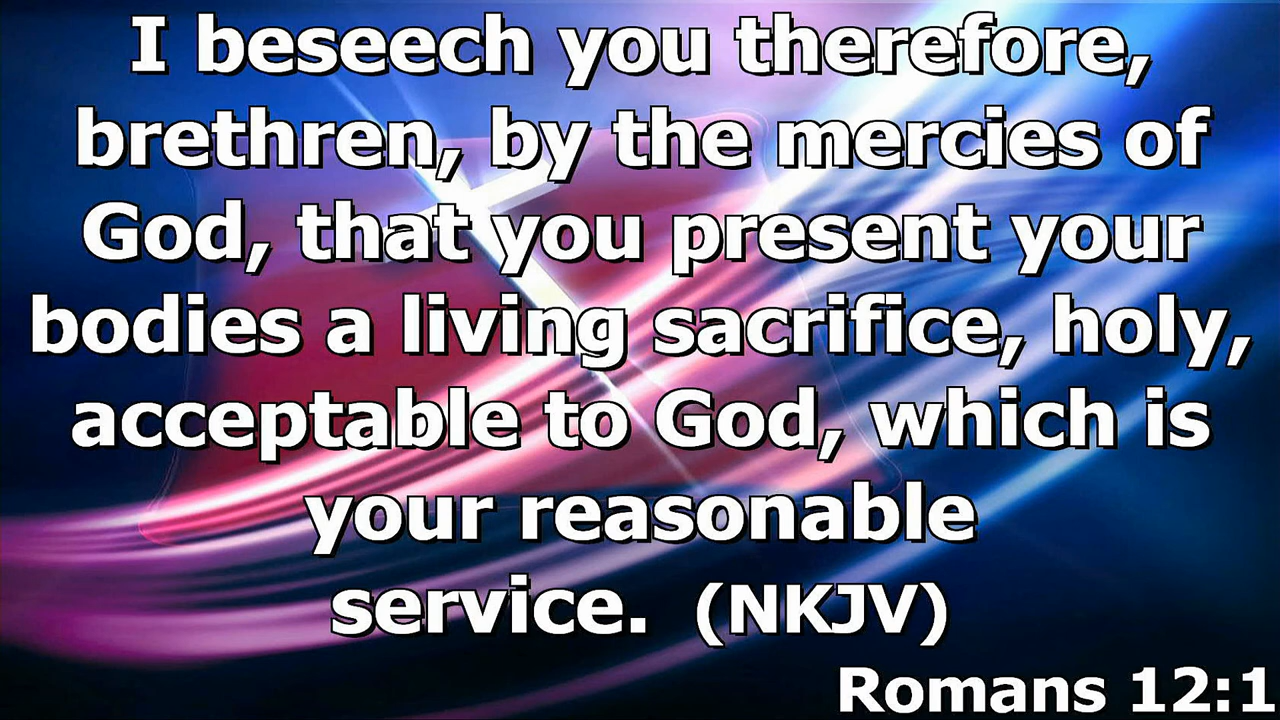 I beseech you therefore,
brethren, by the mercies of
God, that you present your
bodies a living sacrifice, holy,
acceptable to God, which is
your reasonable
service.  (NKJV)
Romans 12:1